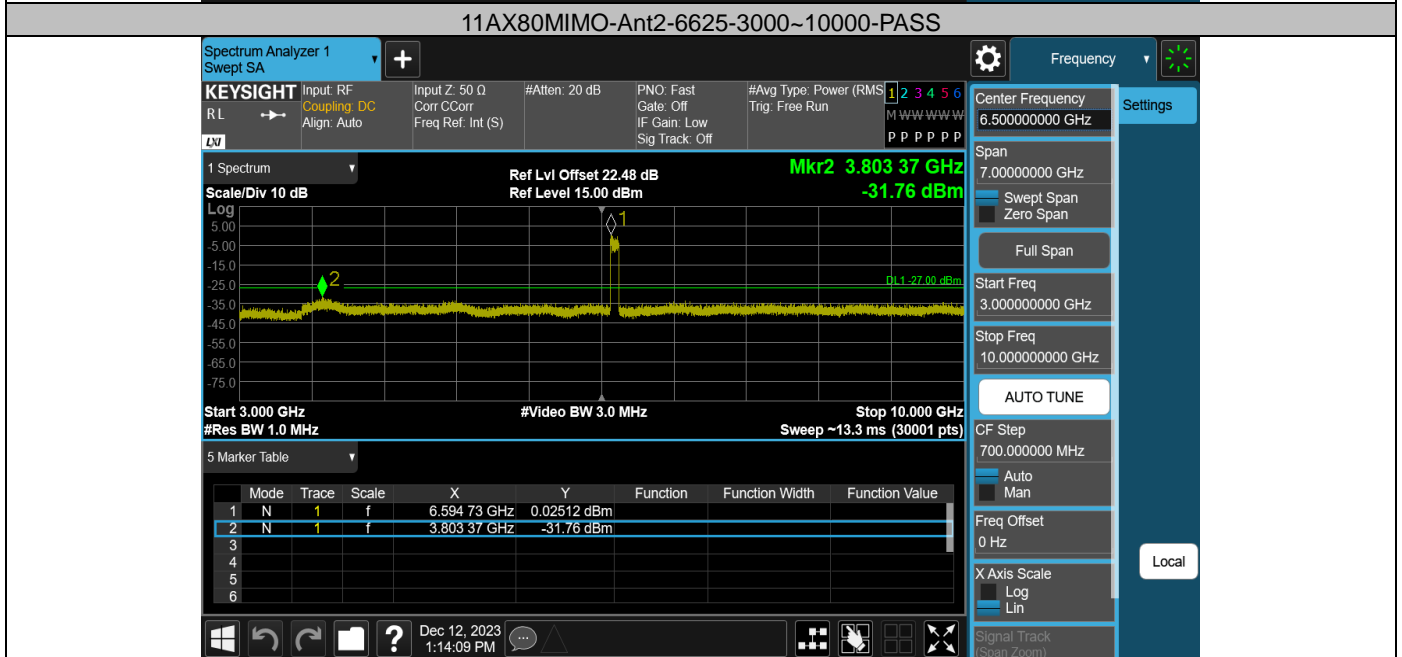 11AX80MIMO-Ant2-6625-3000~10000-PASS
Spectrum Analyzer 1
Swept SA
Frequency
KEYSIGHT
R L
LXI
Input: RF
Coupling: DC
Align: Auto
Input Z: 50 Ω
Corr CCorr
Freq Ref: Int (S)
#Atten: 20 dB
PNO: Fast
Gate: Off
IF Gain: Low
Sig Track: Off
#Avg Type: Power (RMS
Trig: Free Run
1 2 3 4 5 6
M W W W W W
P P P P P P
Center Frequency
6.500000000 GHz
Settings
Span
7.00000000 GHz
Swept Span
Zero Span
Full Span
Start Freq
3.000000000 GHz
Stop Freq
10.000000000 GHz
AUTO TUNE
CF Step
700.000000 MHz
Auto
Man
Freq Offset
0 Hz
X Axis Scale
Log
Lin
Signal Track
(Span Zoom)
Local
1 Spectrum
Scale/Div 10 dB
Ref Lvl Offset 22.48 dB
Ref Level 15.00 dBm
Mkr2 3.803 37 GHz
-31.76 dBm
Log
5.00
-5.00
-15.0
-25.0
-35.0
-45.0
-55.0
-65.0
-75.0
1
2
DL1 -27.00 dBm
Start 3.000 GHz
#Res BW 1.0 MHz
#Video BW 3.0 MHz
Stop 10.000 GHz
Sweep ~13.3 ms (30001 pts)
5 Marker Table
Mode Trace Scale X Y Function Function Width Function Value
1 N 1 f 6.594 73 GHz 0.02512 dBm
2 N 1 f 3.803 37 GHz -31.76 dBm
3
4
5
6
?
Dec 12, 2023
1:14:09 PM